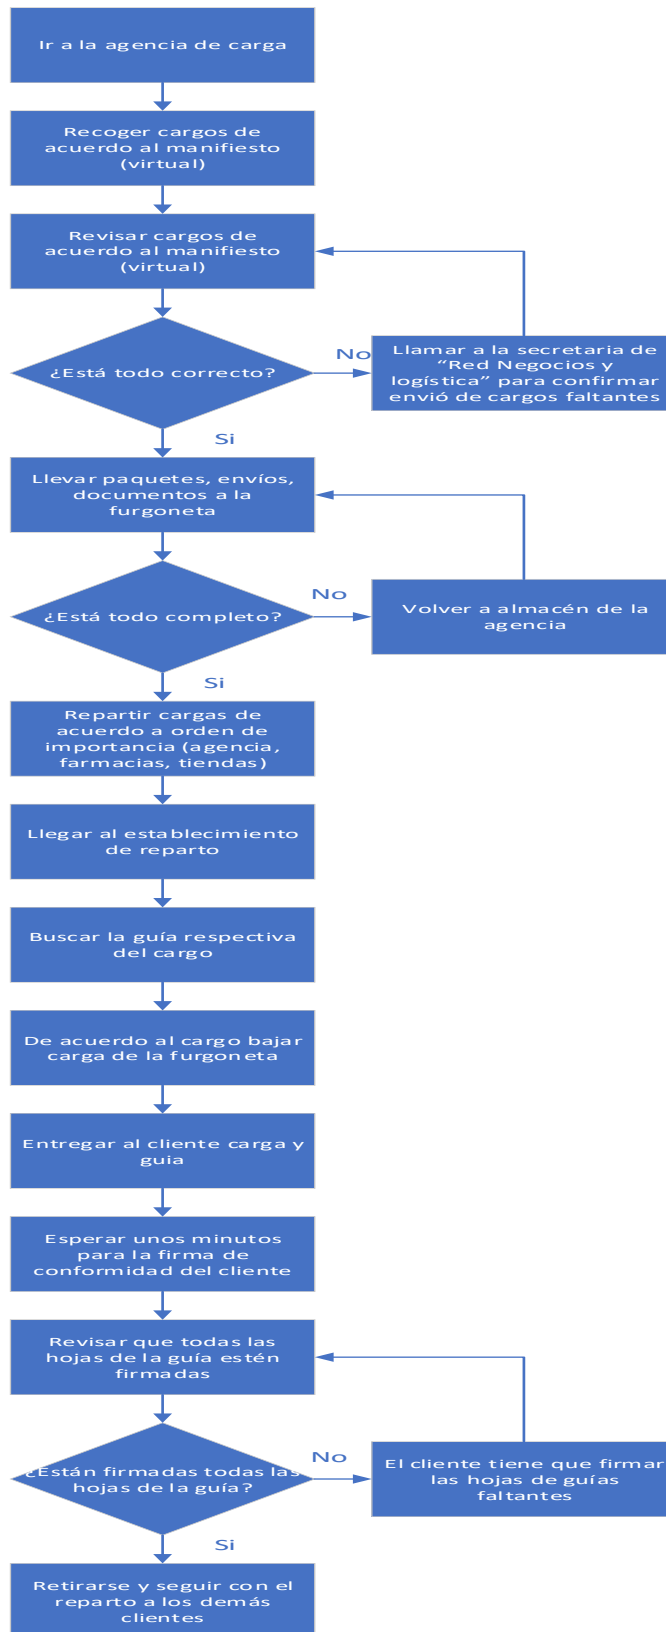 Ir a la agencia de carga
Recoger cargos de
acuerdo al manifiesto
(virtual)
Revisar cargos de
acuerdo al manifiesto
(virtual)
¿Está todo correcto?
No
Llamar a la secretaria de
“Red Negocios y
logística” para confirmar
envió de cargos faltantes
Si
Llevar paquetes, envíos,
documentos a la
furgoneta
¿Está todo completo?
No
Volver a almacén de la
agencia
Si
Repartir cargas de
acuerdo a orden de
importancia (agencia,
farmacias, tiendas)
Llegar al establecimiento
de reparto
Buscar la guía respectiva
del cargo
De acuerdo al cargo bajar
carga de la furgoneta
Entregar al cliente carga y
guia
Esperar unos minutos
para la firma de
conformidad del cliente
Revisar que todas las
hojas de la guía estén
firmadas
¿Están firmadas todas las
hojas de la guía?
No
El cliente tiene que firmar
las hojas de guías
faltantes
Si
Retirarse y seguir con el
reparto a los demás
clientes